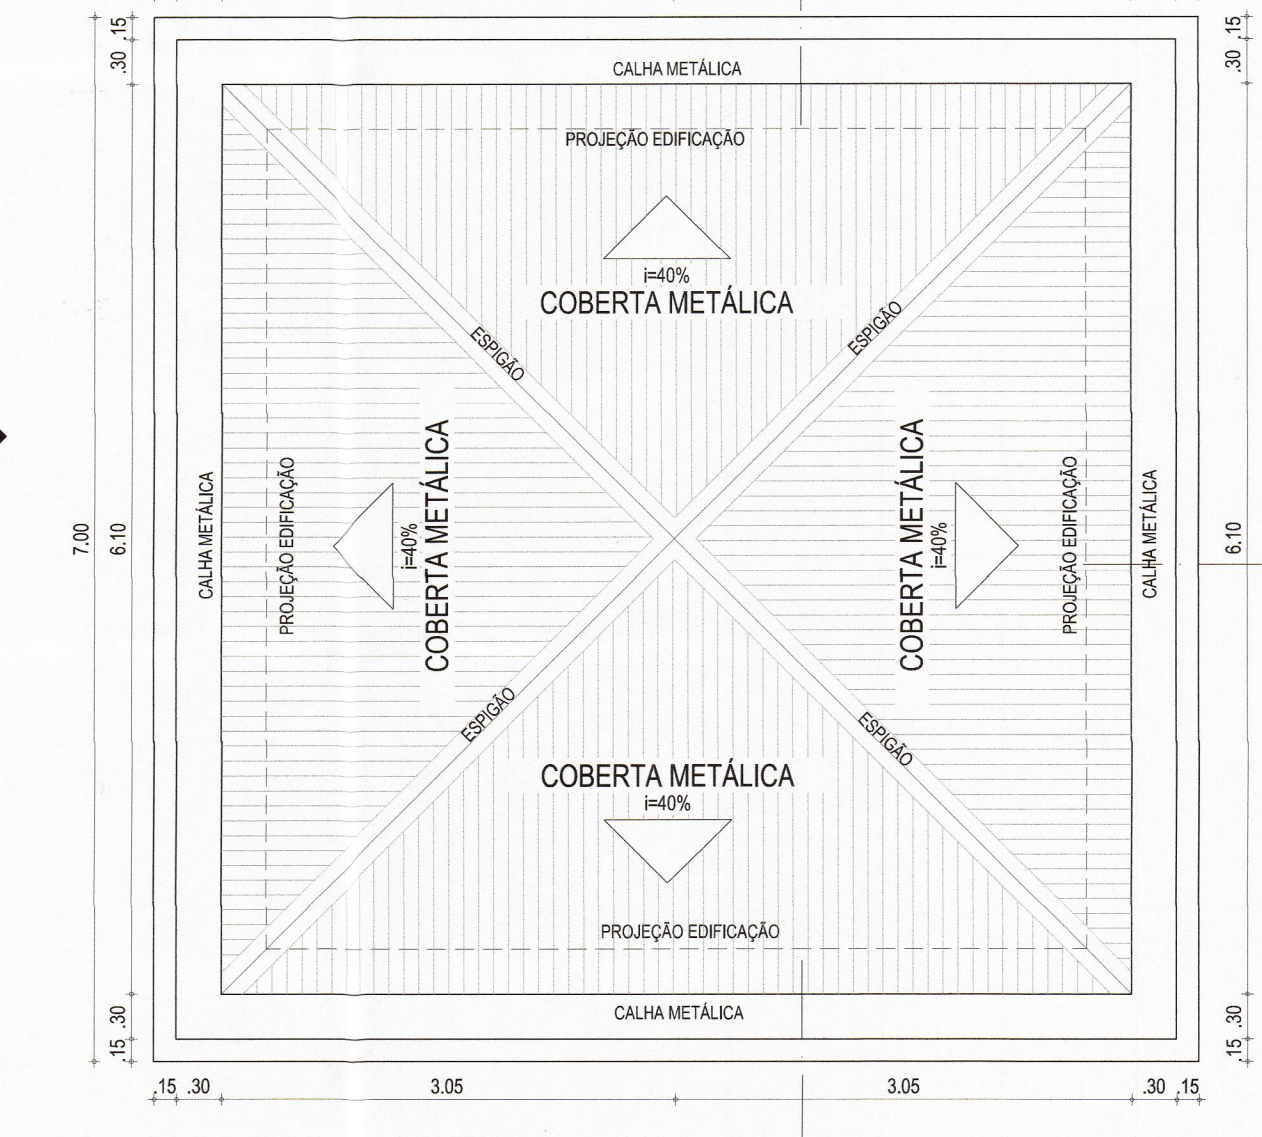 .15
.15
.30
.30
CALHA METÁLICA
PROJEÇÃO EDIFICAÇÃO
i=40%
COBERTA METÁLICA
ESPIGÃO
ESPIGÃO
7.00
6.10
CALHA METÁLICA
PROJEÇÃO EDIFICAÇÃO
i=40%
COBERTA METÁLICA
COBERTA METÁLICA
i=40%
PROJEÇÃO EDIFICAÇÃO
CALHA METÁLICA
6.10
ESPIGÃO
ESPIGÃO
COBERTA METÁLICA
i=40%
PROJEÇÃO EDIFICAÇÃO
CALHA METÁLICA
.30
.30
.15
.15
.15 .30 3.05 3.05 .30 .15